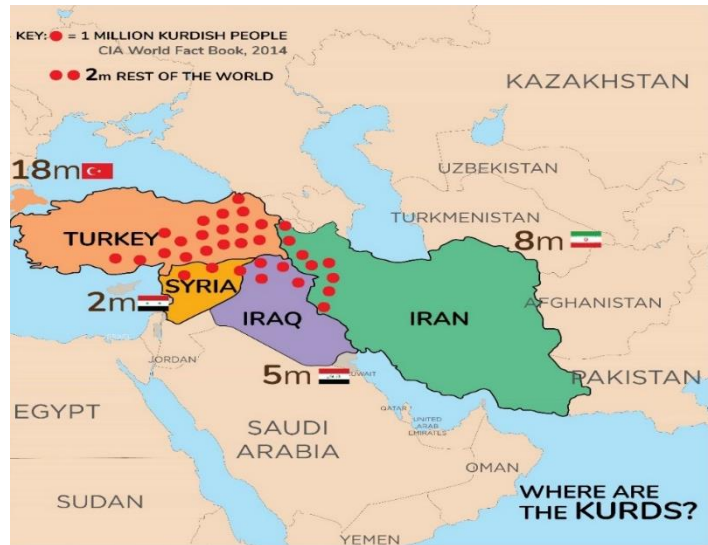 KEY: = 1 MILLION KURDISH PEOPLE
CIA World Fact Book, 2014
2m REST OF THE WORLD
KAZAKHSTAN
UZBEKISTAN
18m
TURKMENISTAN
TURKEY
8m
SYRIA
2m
AFGHANISTAN
IRAQ
IRAN
JORDAN
5m
KUWAIT
PAKISTAN
EGYPT
QATAR
UNITED
ARAB
EMIRATES
SAUDI
ARABIA
OMAN
SUDAN
WHERE ARE
THE KURDS?
YEMEN